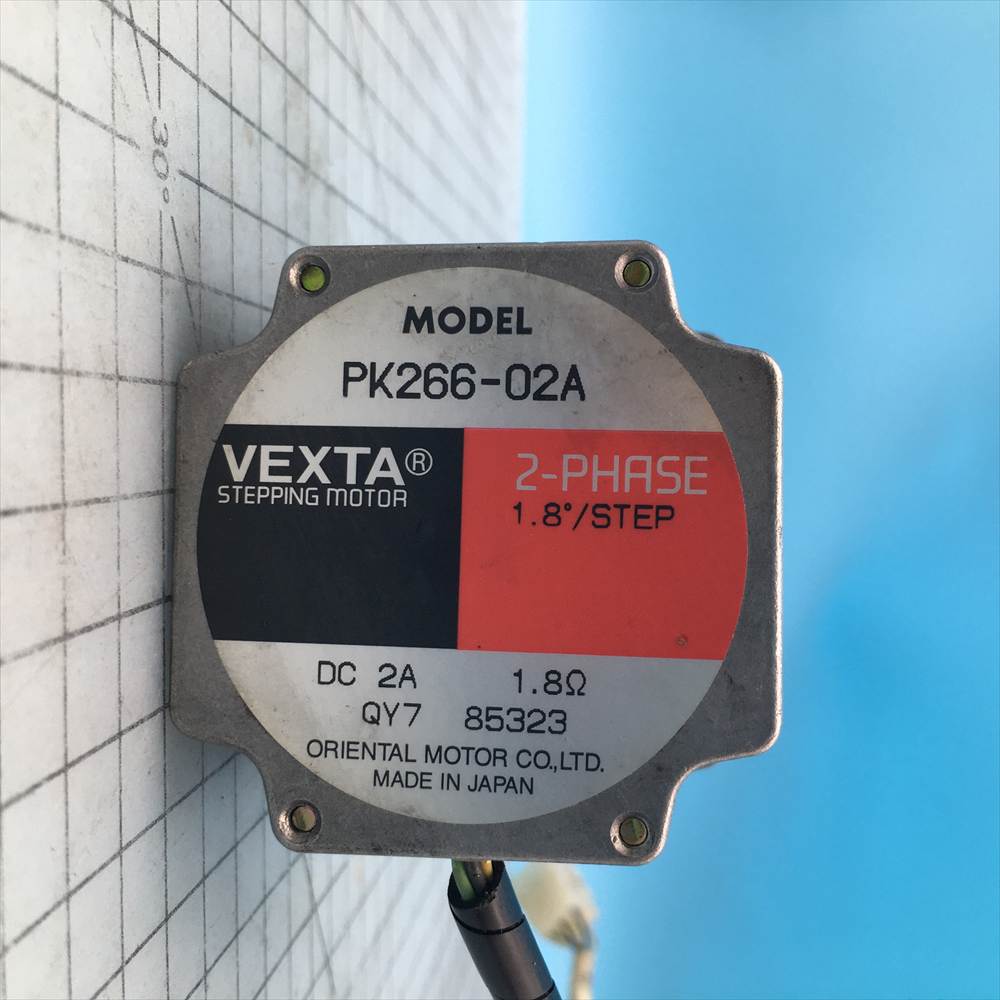 30°
MODEL
PK266-02A
VEXTA®
STEPPING MOTOR
2-PHASE
1.8°/STEP
DC 2A 1.8Ω
QY7 85323
ORIENTAL MOTOR CO.,LTD.
MADE IN JAPAN